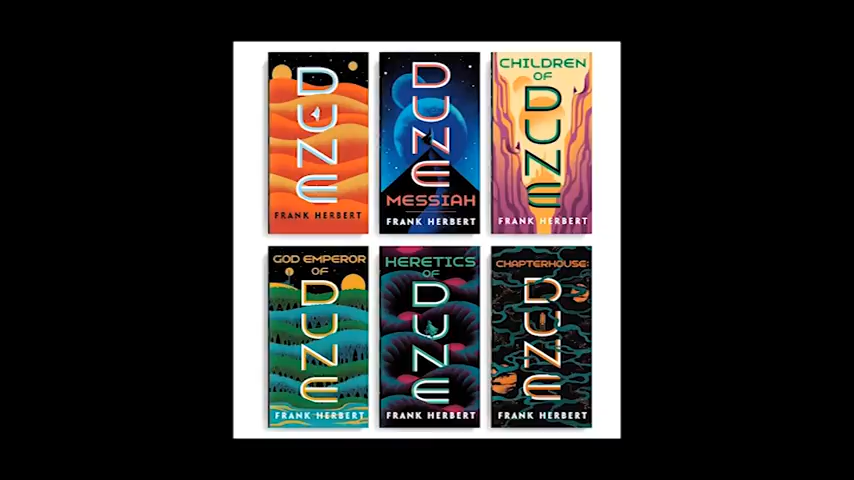 DUNE
FRANK HERBERT
DUNE
MESSIAH
FRANK HERBERT
CHILDREN
OF
DUNE
FRANK HERBERT
GOD EMPEROR
OF
DUNE
FRANK HERBERT
HERETICS
OF
DUNE
FRANK HERBERT
CHAPTERHOUSE:
DUNE
FRANK HERBERT